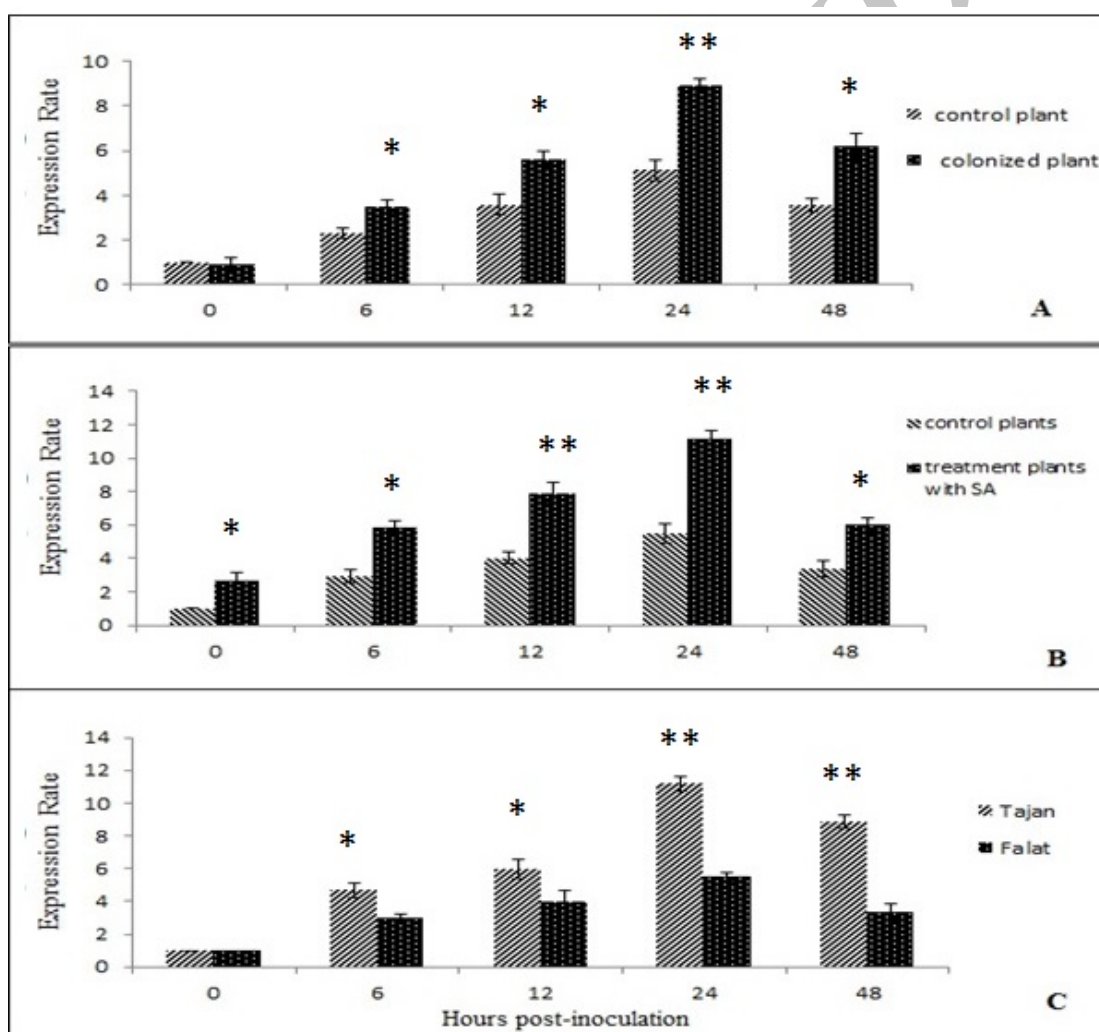 **
10
*
*
8
control plant
*
6
colonized plant
4
2
0
Expression Rate
0 6 12 24 48
A
14
**
12
control plants
**
10
treatment plants
with SA
*
*
8
*
6
4
2
0
Expression Rate
0 6 12 24 48
B
14
**
12
**
*
10
Tajan
*
8
Falat
6
4
2
0
Expression Rate
0 6 12 24 48
Hours post-inoculation
C